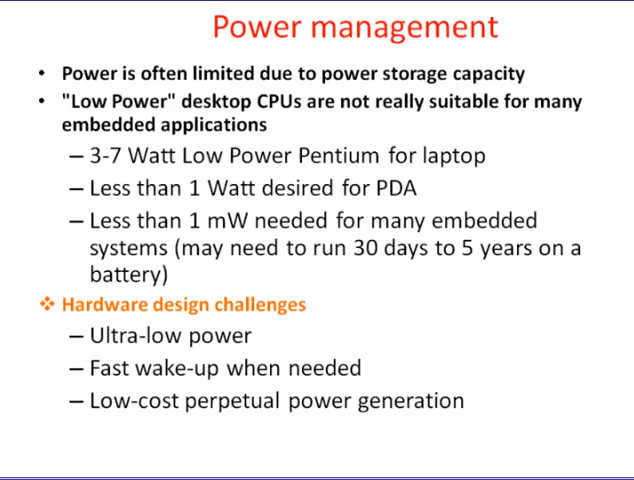 Power management
• Power is often limited due to power storage capacity
• "Low Power" desktop CPUs are not really suitable for many
embedded applications
– 3-7 Watt Low Power Pentium for laptop
– Less than 1 Watt desired for PDA
– Less than 1 mW needed for many embedded
systems (may need to run 30 days to 5 years on a
battery)
❖ Hardware design challenges
– Ultra-low power
– Fast wake-up when needed
– Low-cost perpetual power generation